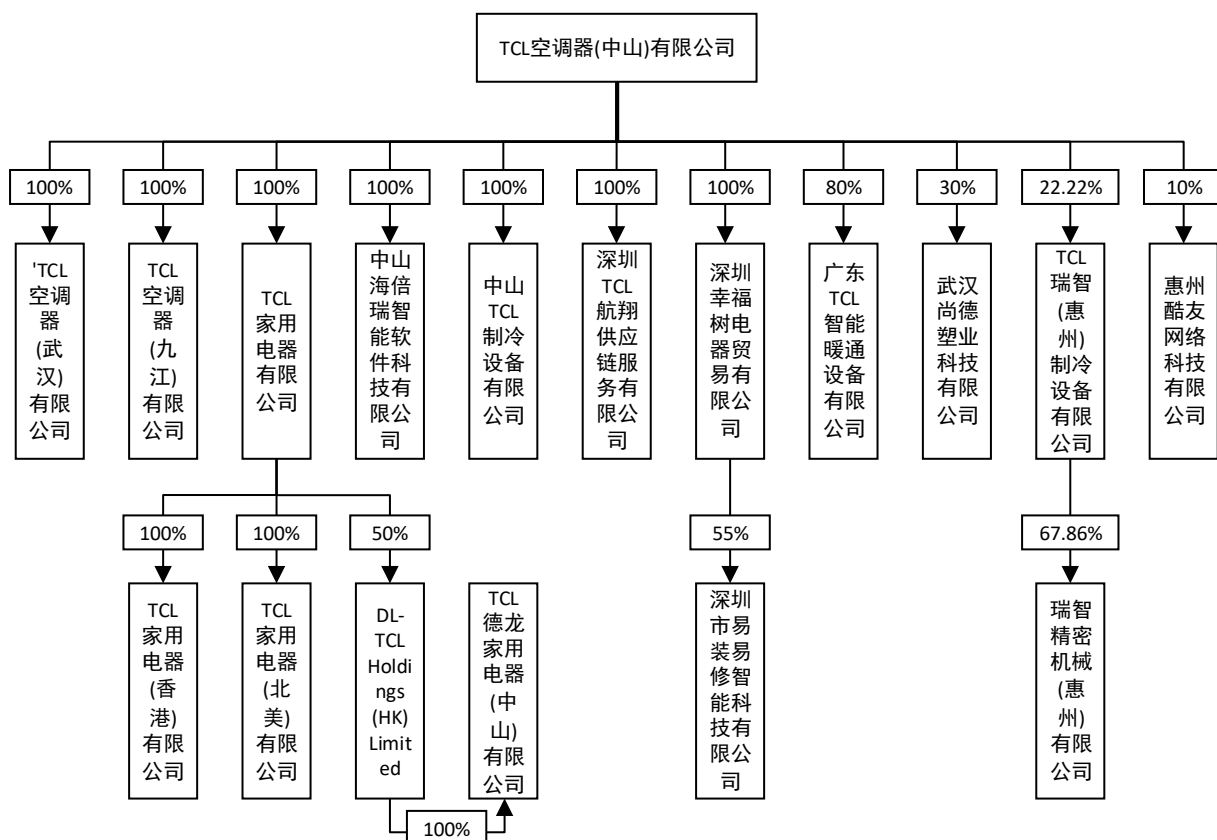 TCL空调器(中山)有限公司
100%
100%
100%
100%
100%
100%
100%
80%
30%
22.22%
10%
'TCL
空调
器
(武
汉)
有限
公司
TCL
空调
器
(九
江)
有限
公司
TCL
家用
电器
有限
公司
中山
海倍
瑞智
能软
件科
技有
限公
司
中山
TCL
制冷
设备
有限
公司
深圳
TCL
航翔
供应
链服
务有
限公
司
深圳
幸福
树电
器贸
易有
限公
司
广东
TCL
智能
暖通
设备
有限
公司
武汉
尚德
塑业
科技
有限
公司
TCL
瑞智
(惠
州)
制冷
设备
有限
公司
惠州
酷友
网络
科技
有限
公司
100%
100%
50%
55%
67.86%
TCL
家用
电器
(香
港)
有限
公司
TCL
家用
电器
(北
美)
有限
公司
DL-
TCL
Holdi
ngs
(HK)
Limit
ed
TCL
德龙
家用
电器
(中
山)
有限
公司
深圳
市易
装易
修智
能科
技有
限公
司
瑞智
精密
机械
(惠
州)
有限
公司
100%